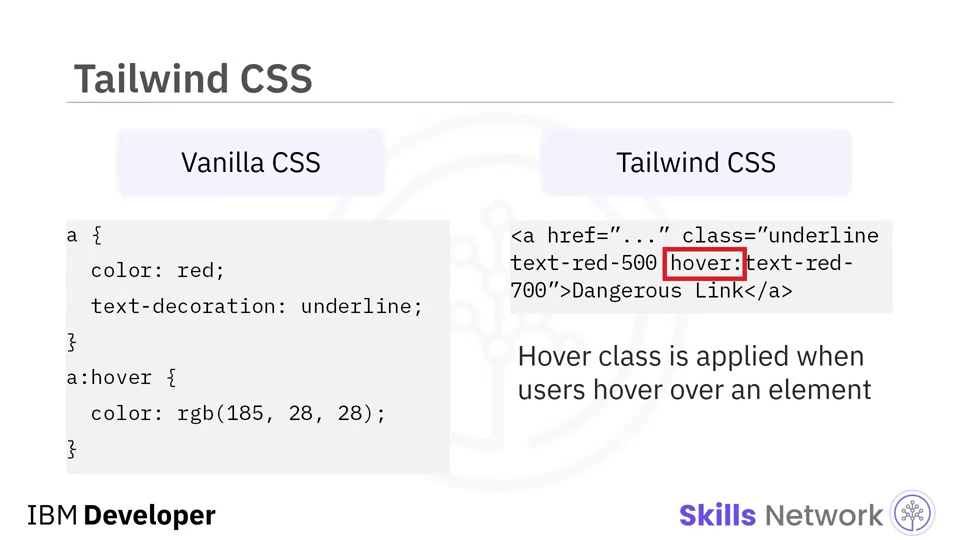 Tailwind CSS
Vanilla CSS
a {
color: red;
text-decoration: underline;
}
a:hover {
color: rgb(185, 28, 28);
}
Tailwind CSS
<a href=”...” class=”underline
text-red-500 hover:text-red-
700”>Dangerous Link</a>
Hover class is applied when
users hover over an element
IBM Developer
Skills Network